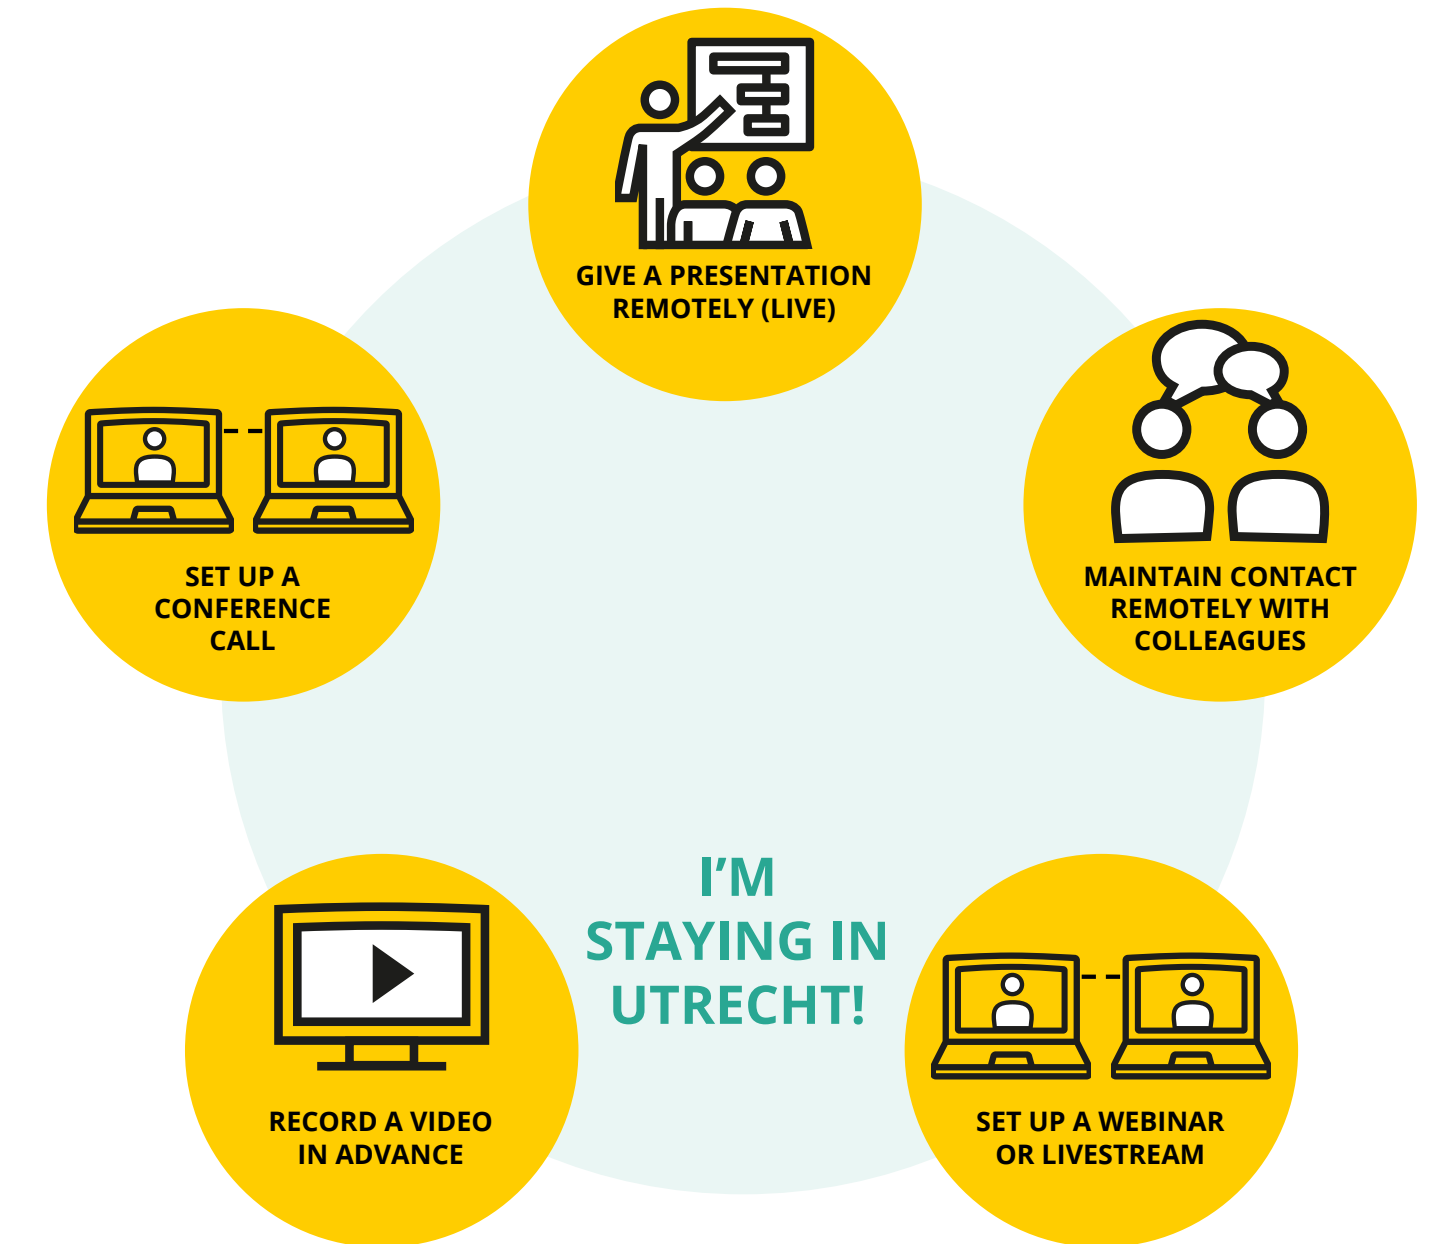 GIVE A PRESENTATION
REMOTELY (LIVE)
SET UP A
CONFERENCE
CALL
MAINTAIN CONTACT
REMOTELY WITH
COLLEAGUES
I’M
STAYING IN
UTRECHT!
RECORD A VIDEO
IN ADVANCE
SET UP A WEBINAR
OR LIVESTREAM